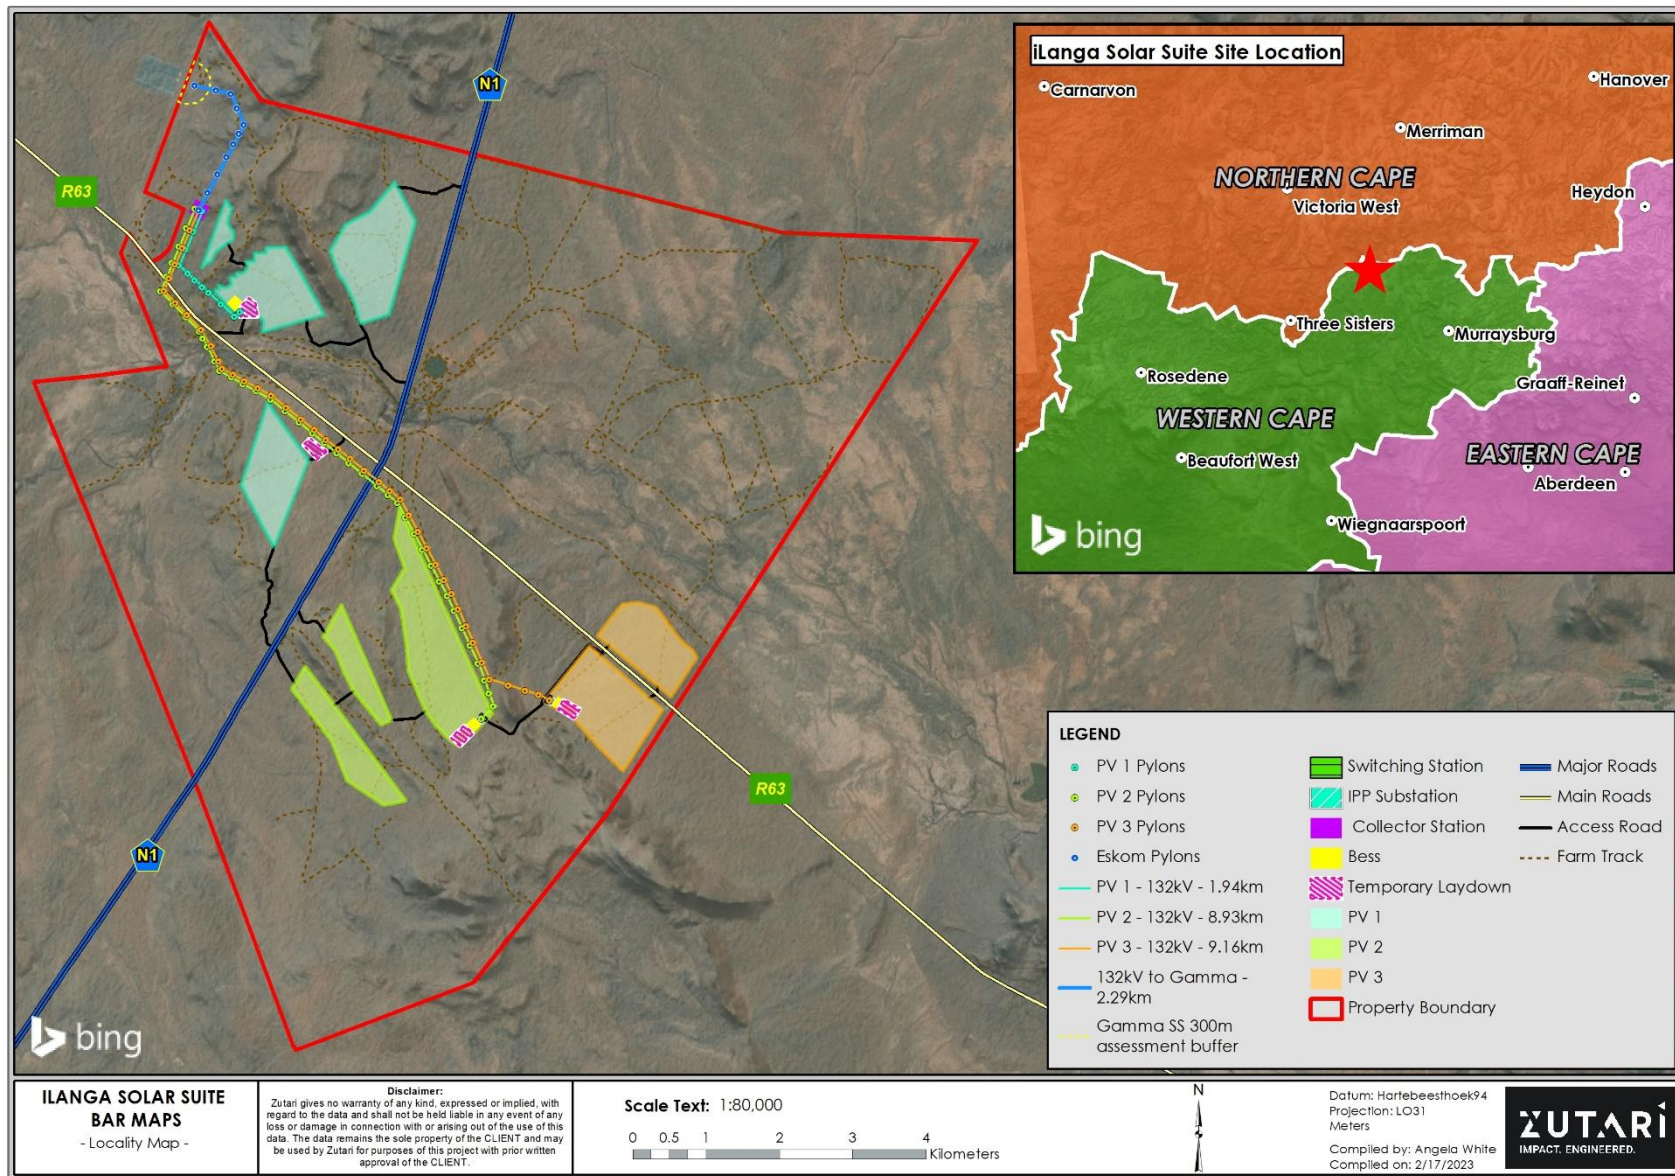 N1
R63
R63
N1
bing
iLanga Solar Suite Site Location
Carnarvon
Hanover
Merriman
NORTHERN CAPE
Heydon
Victoria West
Three Sisters
Murraysburg
Rosedene
Graaff-Reinet
WESTERN CAPE
EASTERN CAPE
Beaufort West
Aberdeen
Wiegnaarspoort
bing
LEGEND
PV 1 Pylons
PV 2 Pylons
PV 3 Pylons
Eskom Pylons
PV 1 - 132kV - 1.94km
PV 2 - 132kV - 8.93km
PV 3 - 132kV - 9.16km
132kV to Gamma -
2.29km
Gamma SS 300m
assessment buffer
Switching Station
IPP Substation
Collector Station
Bess
Temporary Laydown
PV 1
PV 2
PV 3
Property Boundary
Major Roads
Main Roads
Access Road
Farm Track
ILANGA SOLAR SUITE
BAR MAPS
- Locality Map -
Disclaimer:
Zutari gives no warranty of any kind, expressed or implied, with
regard to the data and shall not be held liable in any event of any
loss or damage in connection with or arising out of the use of this
data. The data remains the sole property of the CLIENT and may
be used by Zutari for purposes of this project with prior written
approval of the CLIENT.
Scale Text: 1:80,000
0 0.5 1 2 3 4
Kilometers
N
Datum: Hartebeesthoek94
Projection: LO31
Meters
Compiled by: Angela White
Compiled on: 2/17/2023
ZUTARI
IMPACT. ENGINEERED.